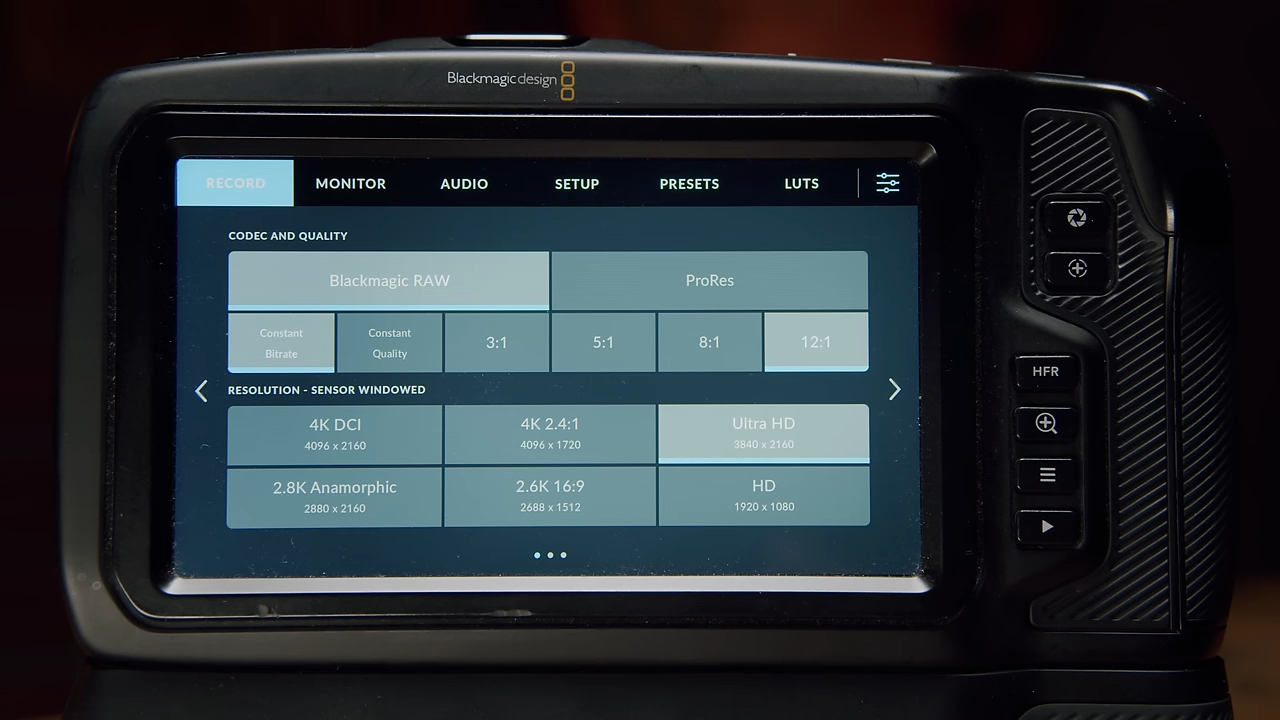 Blackmagicdesign
RECORD MONITOR AUDIO SETUP PRESETS LUTS
CODEC AND QUALITY
Blackmagic RAW ProRes
Constant Bitrate Constant Quality 3:1 5:1 8:1 12:1
RESOLUTION - SENSOR WINDOWED
4K DCI 4K 2.4:1 Ultra HD
4096 x 2160 4096 x 1720 3840 x 2160
2.8K Anamorphic 2.6K 16:9 HD
2880 x 2160 2688 x 1512 1920 x 1080
HFR